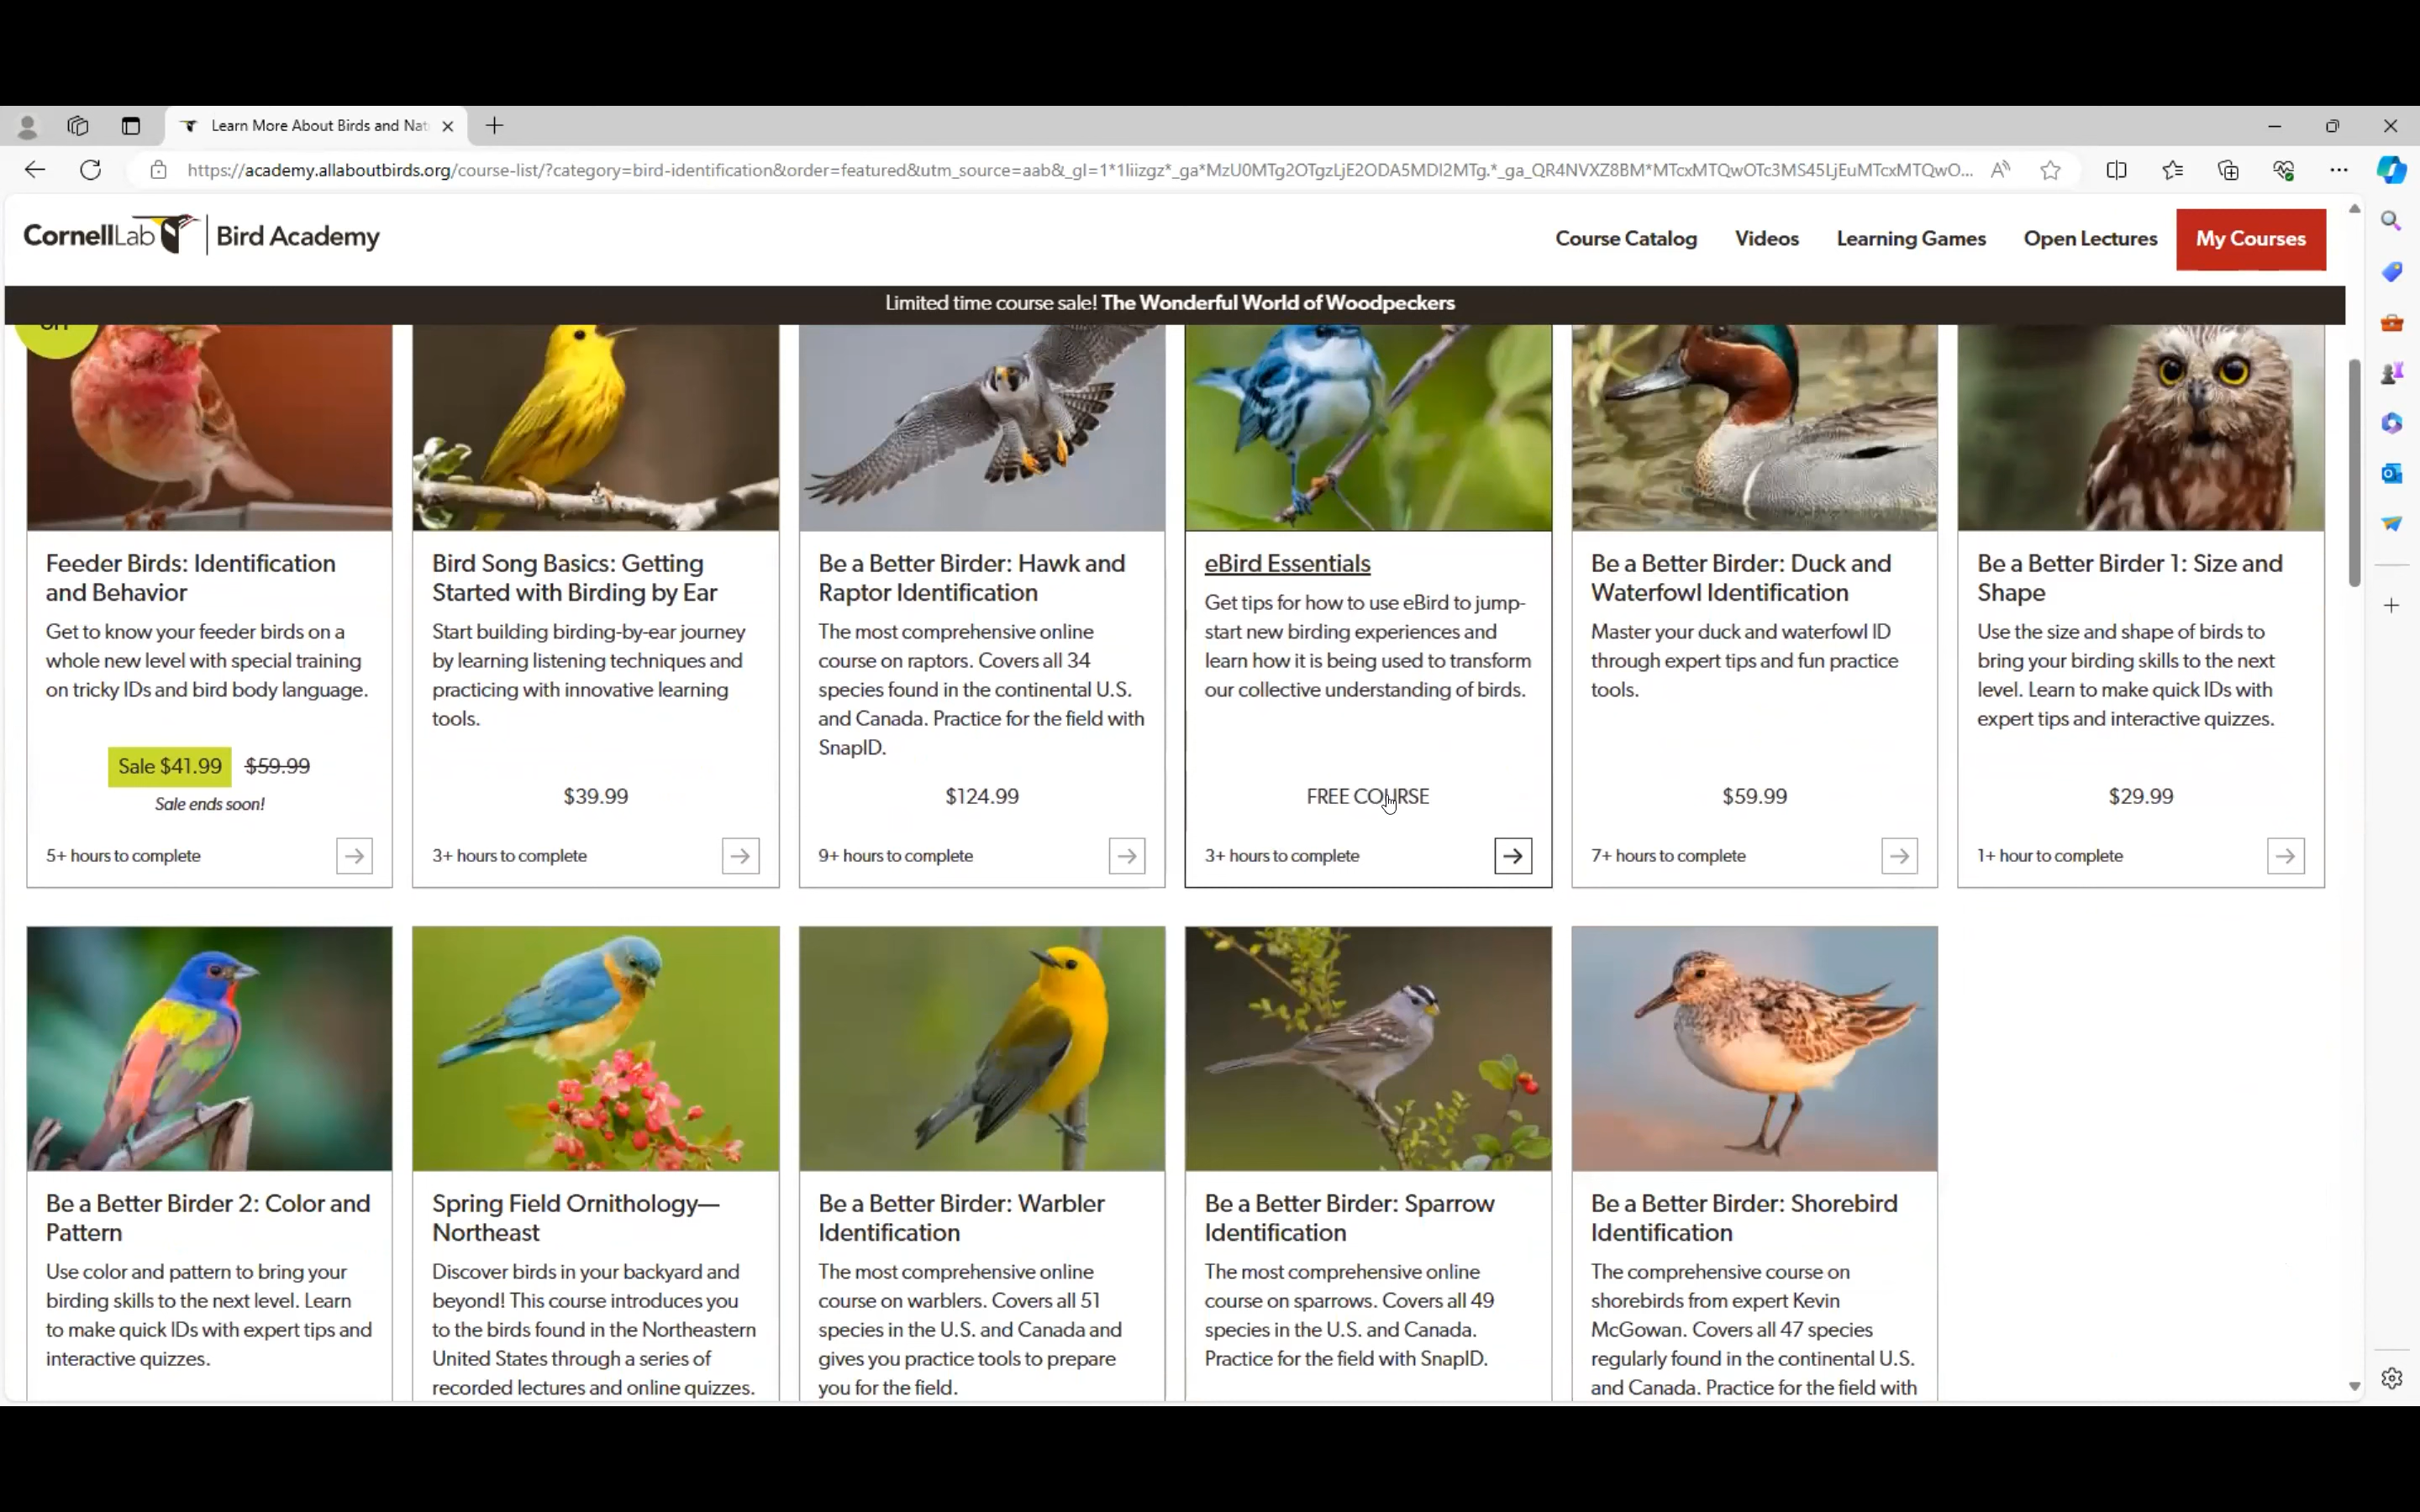 Learn More About Birds and Nat
https://academy.allaboutbirds.org/course-list/?category=bird-identification&order=featured&utm_source=aab&_gl=1*1liizgz*_ga*MzU0MTg2OTgzLjE2ODA5MDI2MTg.*_ga_QR4NVXZ8BM*MTcxMTQwOTc3MS45LjEuMTcxMTQwO...
CornellLab | Bird Academy
Course Catalog
Videos
Learning Games
Open Lectures
My Courses
Limited time course sale! The Wonderful World of Woodpeckers
Feeder Birds: Identification
and Behavior
Get to know your feeder birds on a
whole new level with special training
on tricky IDs and bird body language.
Sale $41.99 $59.99
Sale ends soon!
5+ hours to complete
Bird Song Basics: Getting
Started with Birding by Ear
Start building birding-by-ear journey
by learning listening techniques and
practicing with innovative learning
tools.
$39.99
3+ hours to complete
Be a Better Birder: Hawk and
Raptor Identification
The most comprehensive online
course on raptors. Covers all 34
species found in the continental U.S.
and Canada. Practice for the field with
SnapID.
$124.99
9+ hours to complete
eBird Essentials
Get tips for how to use eBird to jump-
start new birding experiences and
learn how it is being used to transform
our collective understanding of birds.
FREE COURSE
3+ hours to complete
Be a Better Birder: Duck and
Waterfowl Identification
Master your duck and waterfowl ID
through expert tips and fun practice
tools.
$59.99
7+ hours to complete
Be a Better Birder 1: Size and
Shape
Use the size and shape of birds to
bring your birding skills to the next
level. Learn to make quick IDs with
expert tips and interactive quizzes.
$29.99
1+ hour to complete
Be a Better Birder 2: Color and
Pattern
Use color and pattern to bring your
birding skills to the next level. Learn
to make quick IDs with expert tips and
interactive quizzes.
Spring Field Ornithology—
Northeast
Discover birds in your backyard and
beyond! This course introduces you
to the birds found in the Northeastern
United States through a series of
recorded lectures and online quizzes.
Be a Better Birder: Warbler
Identification
The most comprehensive online
course on warblers. Covers all 51
species in the U.S. and Canada and
gives you practice tools to prepare
you for the field.
Be a Better Birder: Sparrow
Identification
The most comprehensive online
course on sparrows. Covers all 49
species in the U.S. and Canada.
Practice for the field with SnapID.
Be a Better Birder: Shorebird
Identification
The comprehensive course on
shorebirds from expert Kevin
McGowan. Covers all 47 species
regularly found in the continental U.S.
and Canada. Practice for the field with